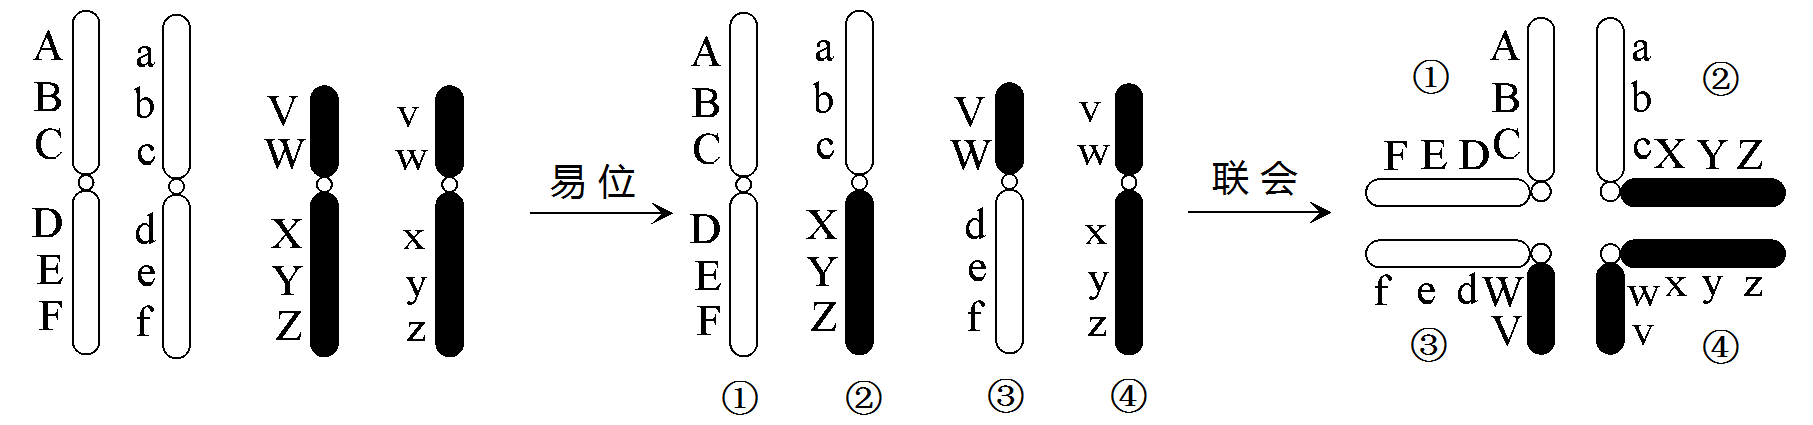 A a
B b
C c
D d
E e
F f
V v
W w
X x
Y y
Z z
易位
A a
B b
C c
D X
E Y
F Z
V v
W w
d x
e y
f z
① ② ③ ④
联会
① A a ②
B b
F E D C c X Y Z
f e d W w x y z
③ V v ④